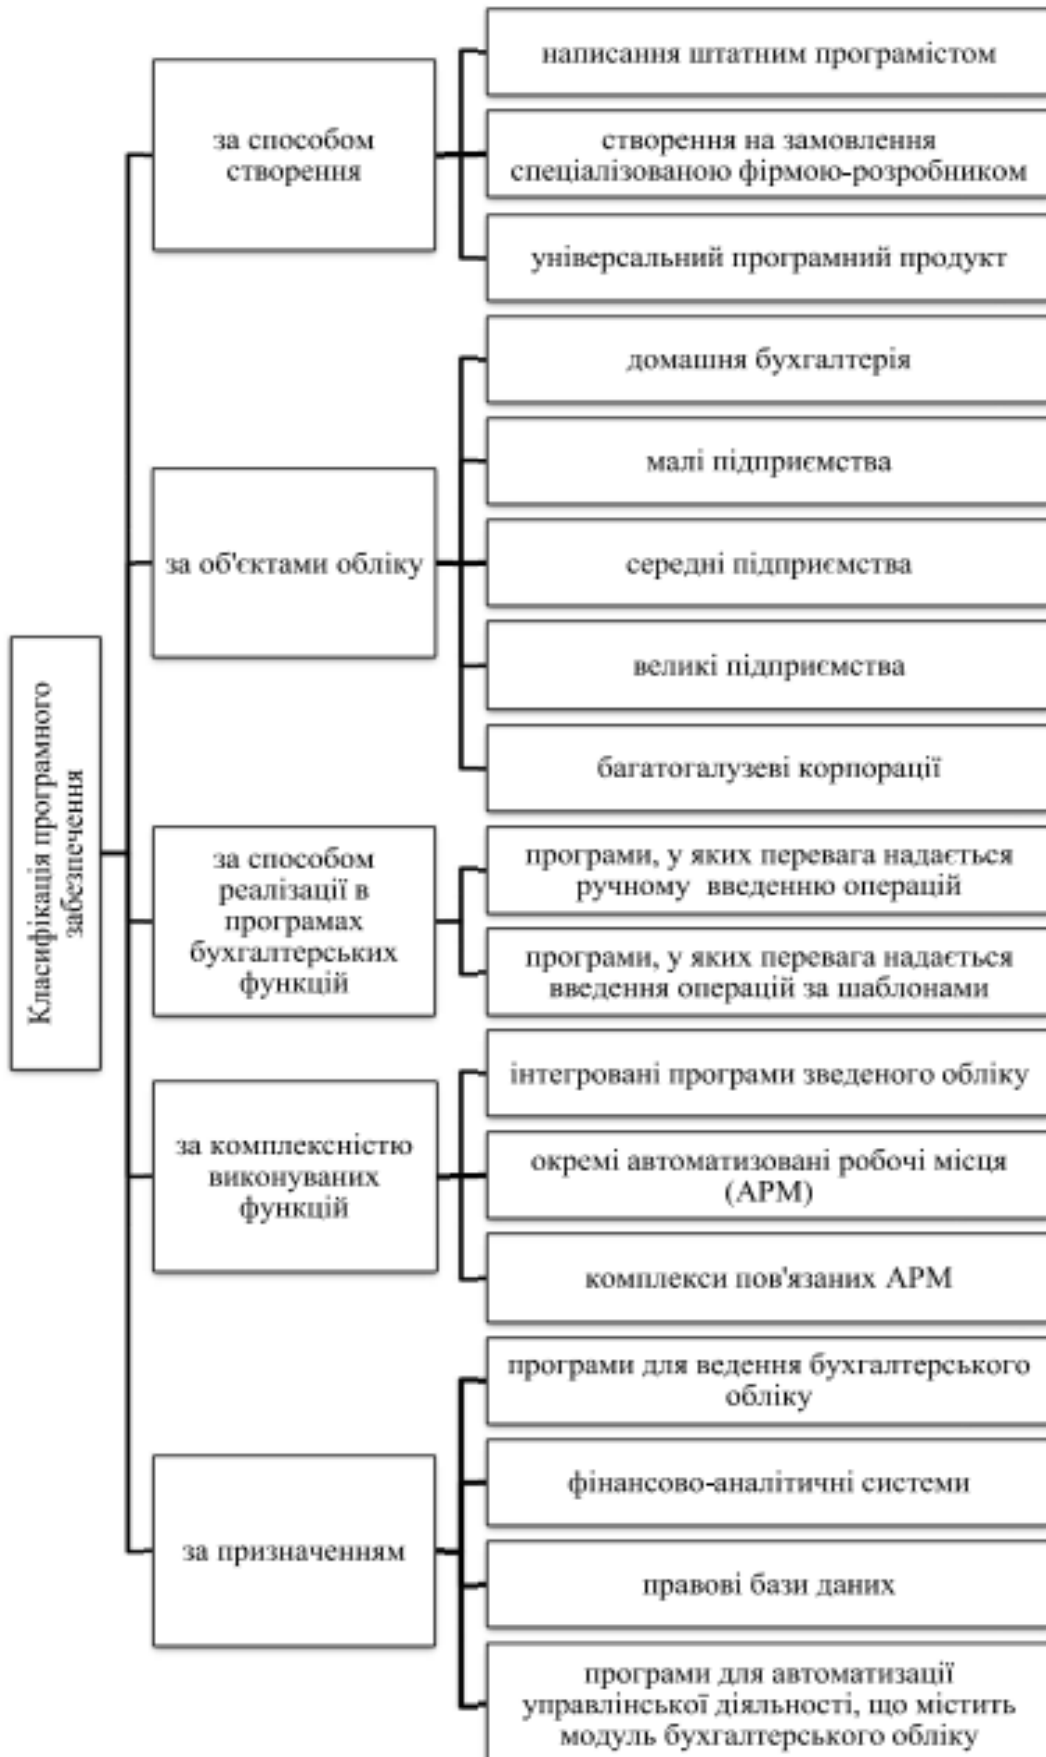 Класифікація програмного
забезпечення
за способом
створення
написання штатним програмістом
створення на замовлення
спеціалізованою фірмою-розробником
універсальний програмний продукт
за об'єктами обліку
домашня бухгалтерія
малі підприємства
середні підприємства
великі підприємства
багатогалузеві корпорації
за способом
реалізації в
програмах
бухгалтерських
функцій
програми, у яких перевага надається
ручному введенню операцій
програми, у яких перевага надається
введення операцій за шаблонами
за комплексністю
виконуваних
функцій
інтегровані програми зведеного обліку
окремі автоматизовані робочі місця
(АРМ)
комплекси пов'язаних АРМ
за призначенням
програми для ведення бухгалтерського
обліку
фінансово-аналітичні системи
правові бази даних
програми для автоматизації
управлінської діяльності, що містить
модуль бухгалтерського обліку